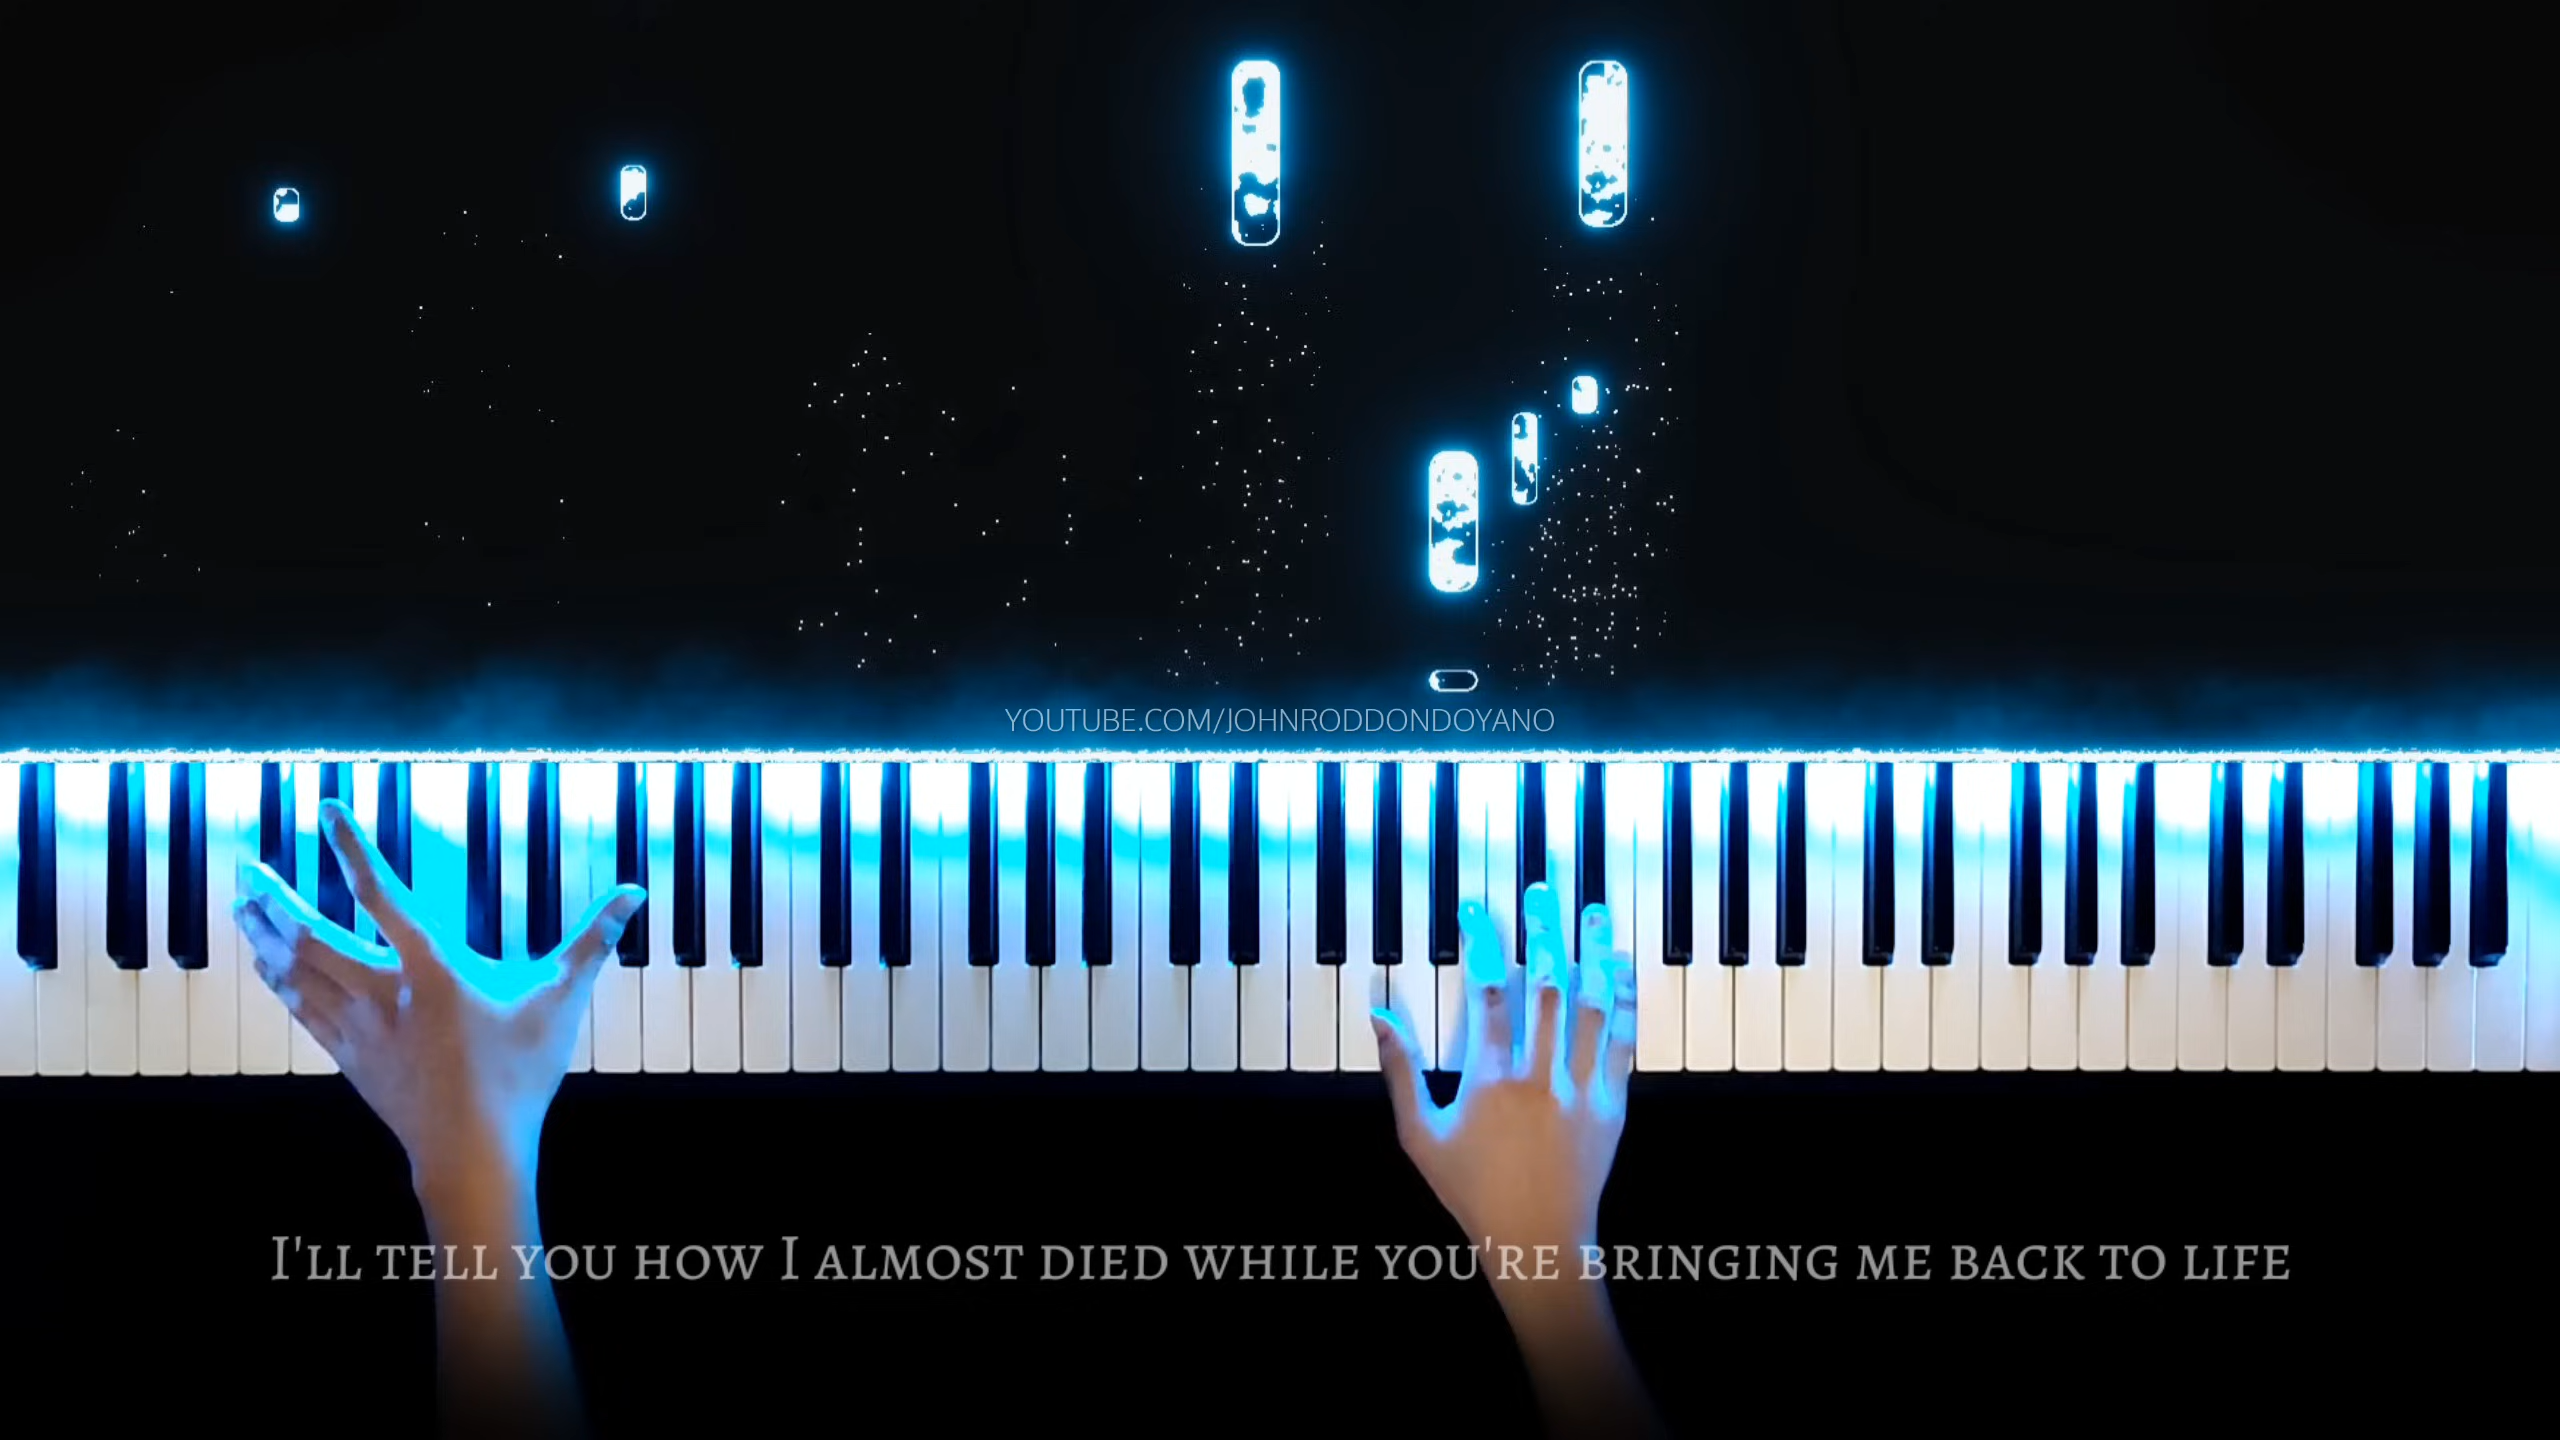 YOUTUBE.COM/JOHNRODDONDOYANO
I'LL TELL YOU HOW I ALMOST DIED WHILE YOU'RE BRINGING ME BACK TO LIFE